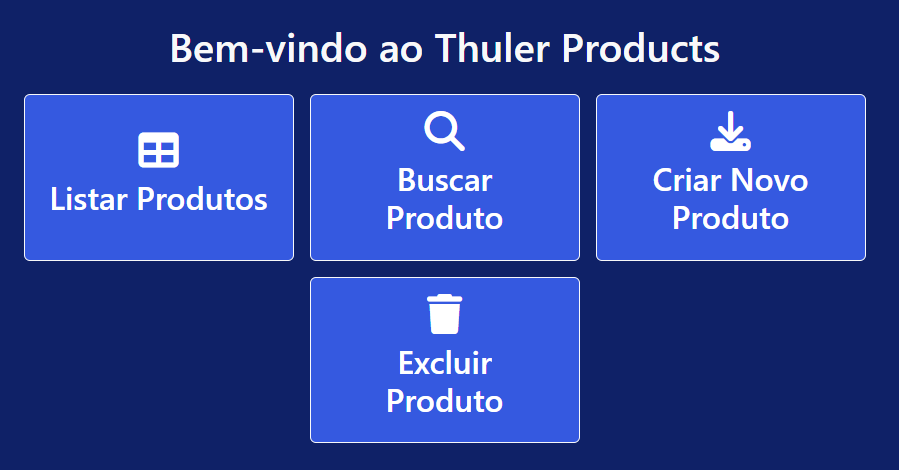 Bem-vindo ao Thuler Products
Listar Produtos
Buscar
Produto
Criar Novo
Produto
Excluir
Produto